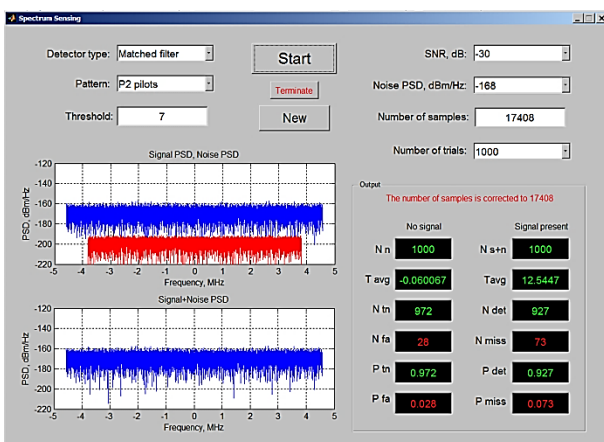 Spectrum Sensing
Detector type: Matched filter
Pattern: P2 pilots
Threshold: 7
Start
Terminate
New
SNR, dB: -30
Noise PSD, dBm/Hz: -168
Number of samples: 17408
Number of trials: 1000
Signal PSD, Noise PSD
PSD, dBm/Hz
-120
-140
-160
-180
-200
-220
-5 -4 -3 -2 -1 0 1 2 3 4 5
Frequency, MHz
Signal+Noise PSD
PSD, dBm/Hz
-120
-140
-160
-180
-200
-220
-5 -4 -3 -2 -1 0 1 2 3 4 5
Frequency, MHz
Output
The number of samples is corrected to 17408
No signal Signal present
N n 1000 N s+n 1000
T avg -0.060067 Tavg 12.5447
N tn 972 N det 927
N fa 28 N miss 73
P tn 0.972 P det 0.927
P fa 0.028 P miss 0.073